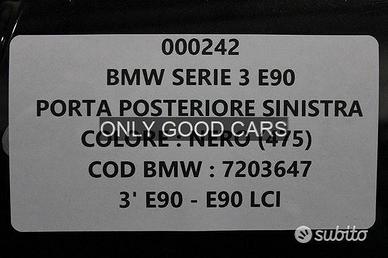 000242
BMW SERIE 3 E90
PORTA POSTERIORE SINISTRA
ONLY GOOD CARS
COLORE : NERO (475)
COD BMW : 7203647
3' E90 - E90 LCI
subito